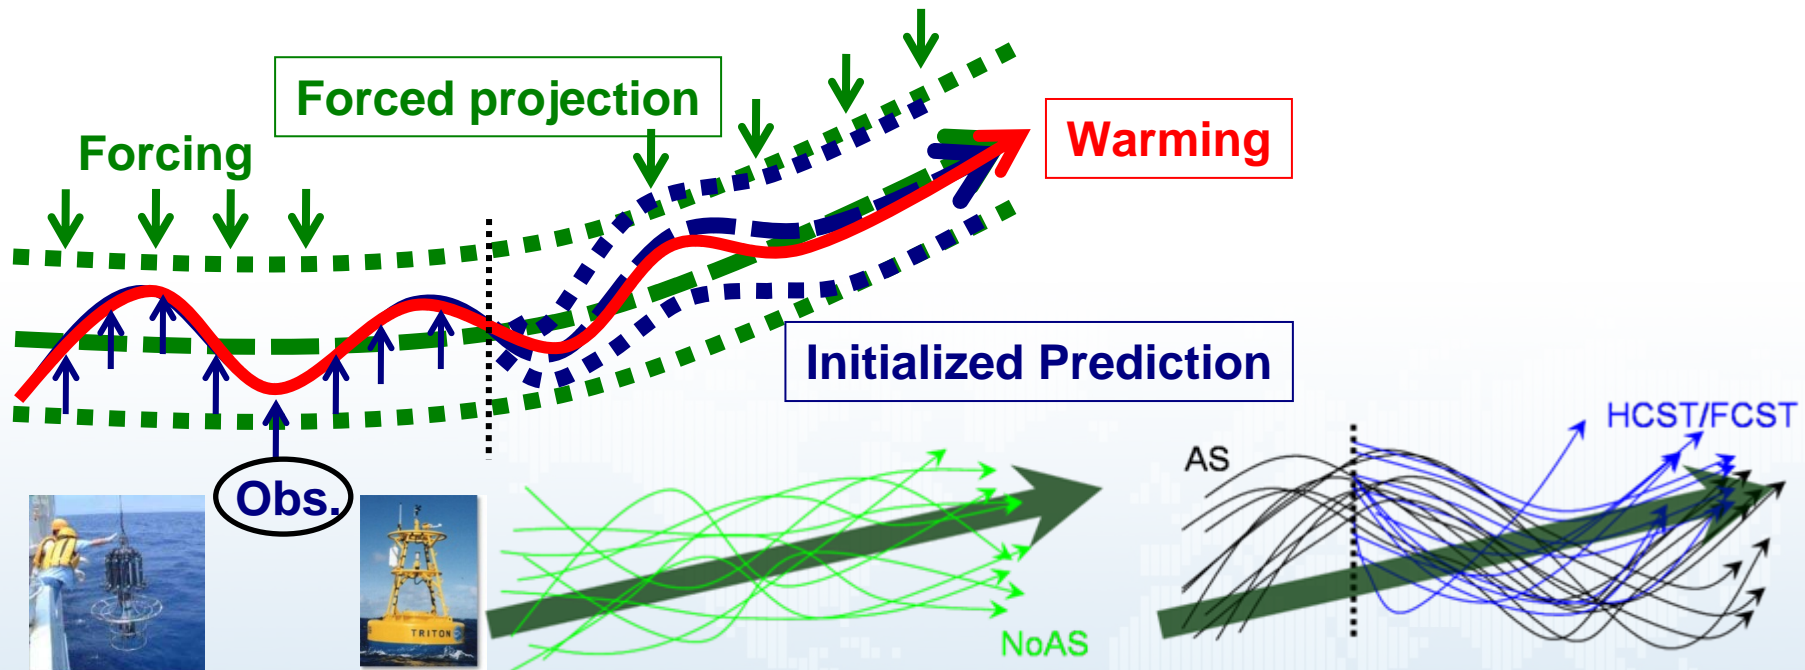 Forced projection
Forcing
Warming
Initialized Prediction
HCST/FCST
AS
Obs.
TRITON
NoAS